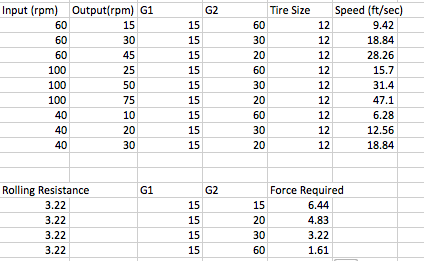 Input (rpm) Output(rpm) G1 G2 Tire Size Speed (ft/sec)
60 15 15 60 12 9.42
60 30 15 30 12 18.84
60 45 15 20 12 28.26
100 25 15 60 12 15.7
100 50 15 30 12 31.4
100 75 15 20 12 47.1
40 10 15 60 12 6.28
40 20 15 30 12 12.56
40 30 15 20 12 18.84
Rolling Resistance G1 G2 Force Required
3.22 15 15 6.44
3.22 15 20 4.83
3.22 15 30 3.22
3.22 15 60 1.61